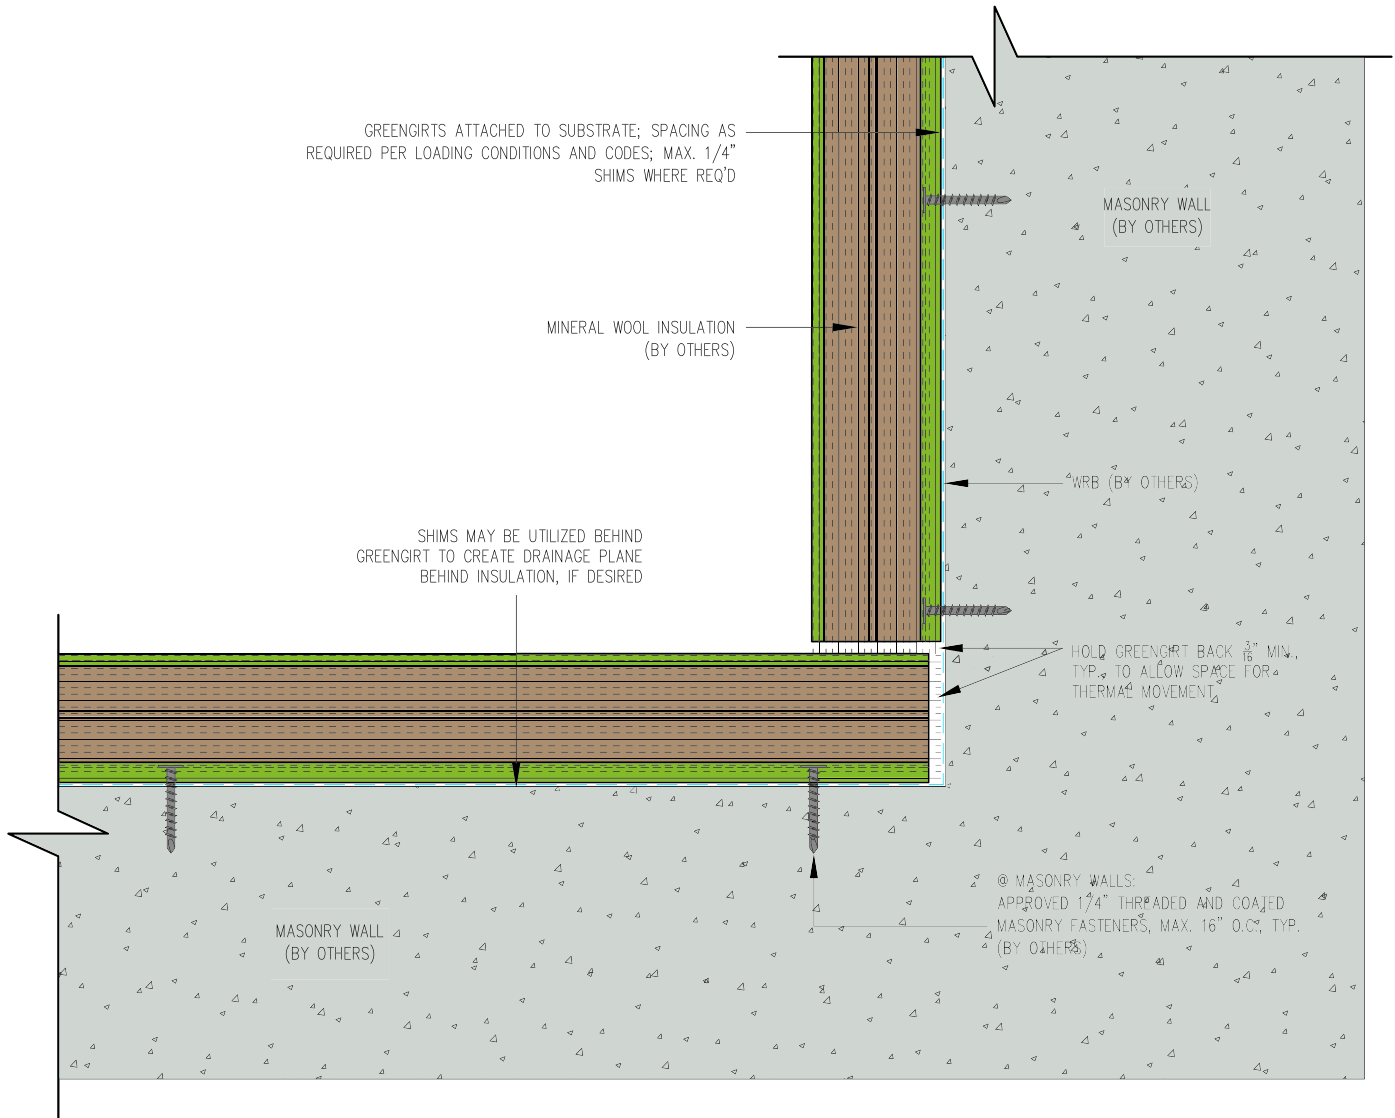 GREENGIRTS ATTACHED TO SUBSTRATE; SPACING AS
REQUIRED PER LOADING CONDITIONS AND CODES; MAX. 1/4"
SHIMS WHERE REQ'D
MASONRY WALL
(BY OTHERS)
MINERAL WOOL INSULATION
(BY OTHERS)
WRB (BY OTHERS)
SHIMS MAY BE UTILIZED BEHIND
GREENGIRT TO CREATE DRAINAGE PLANE
BEHIND INSULATION, IF DESIRED
HOLD GREENGIRT BACK 3/16" MIN.,
TYP., TO ALLOW SPACE FOR
THERMAL MOVEMENT
@ MASONRY WALLS:
APPROVED 1/4" THREADED AND COATED
MASONRY FASTENERS, MAX. 16" O.C., TYP.
(BY OTHERS)
MASONRY WALL
(BY OTHERS)